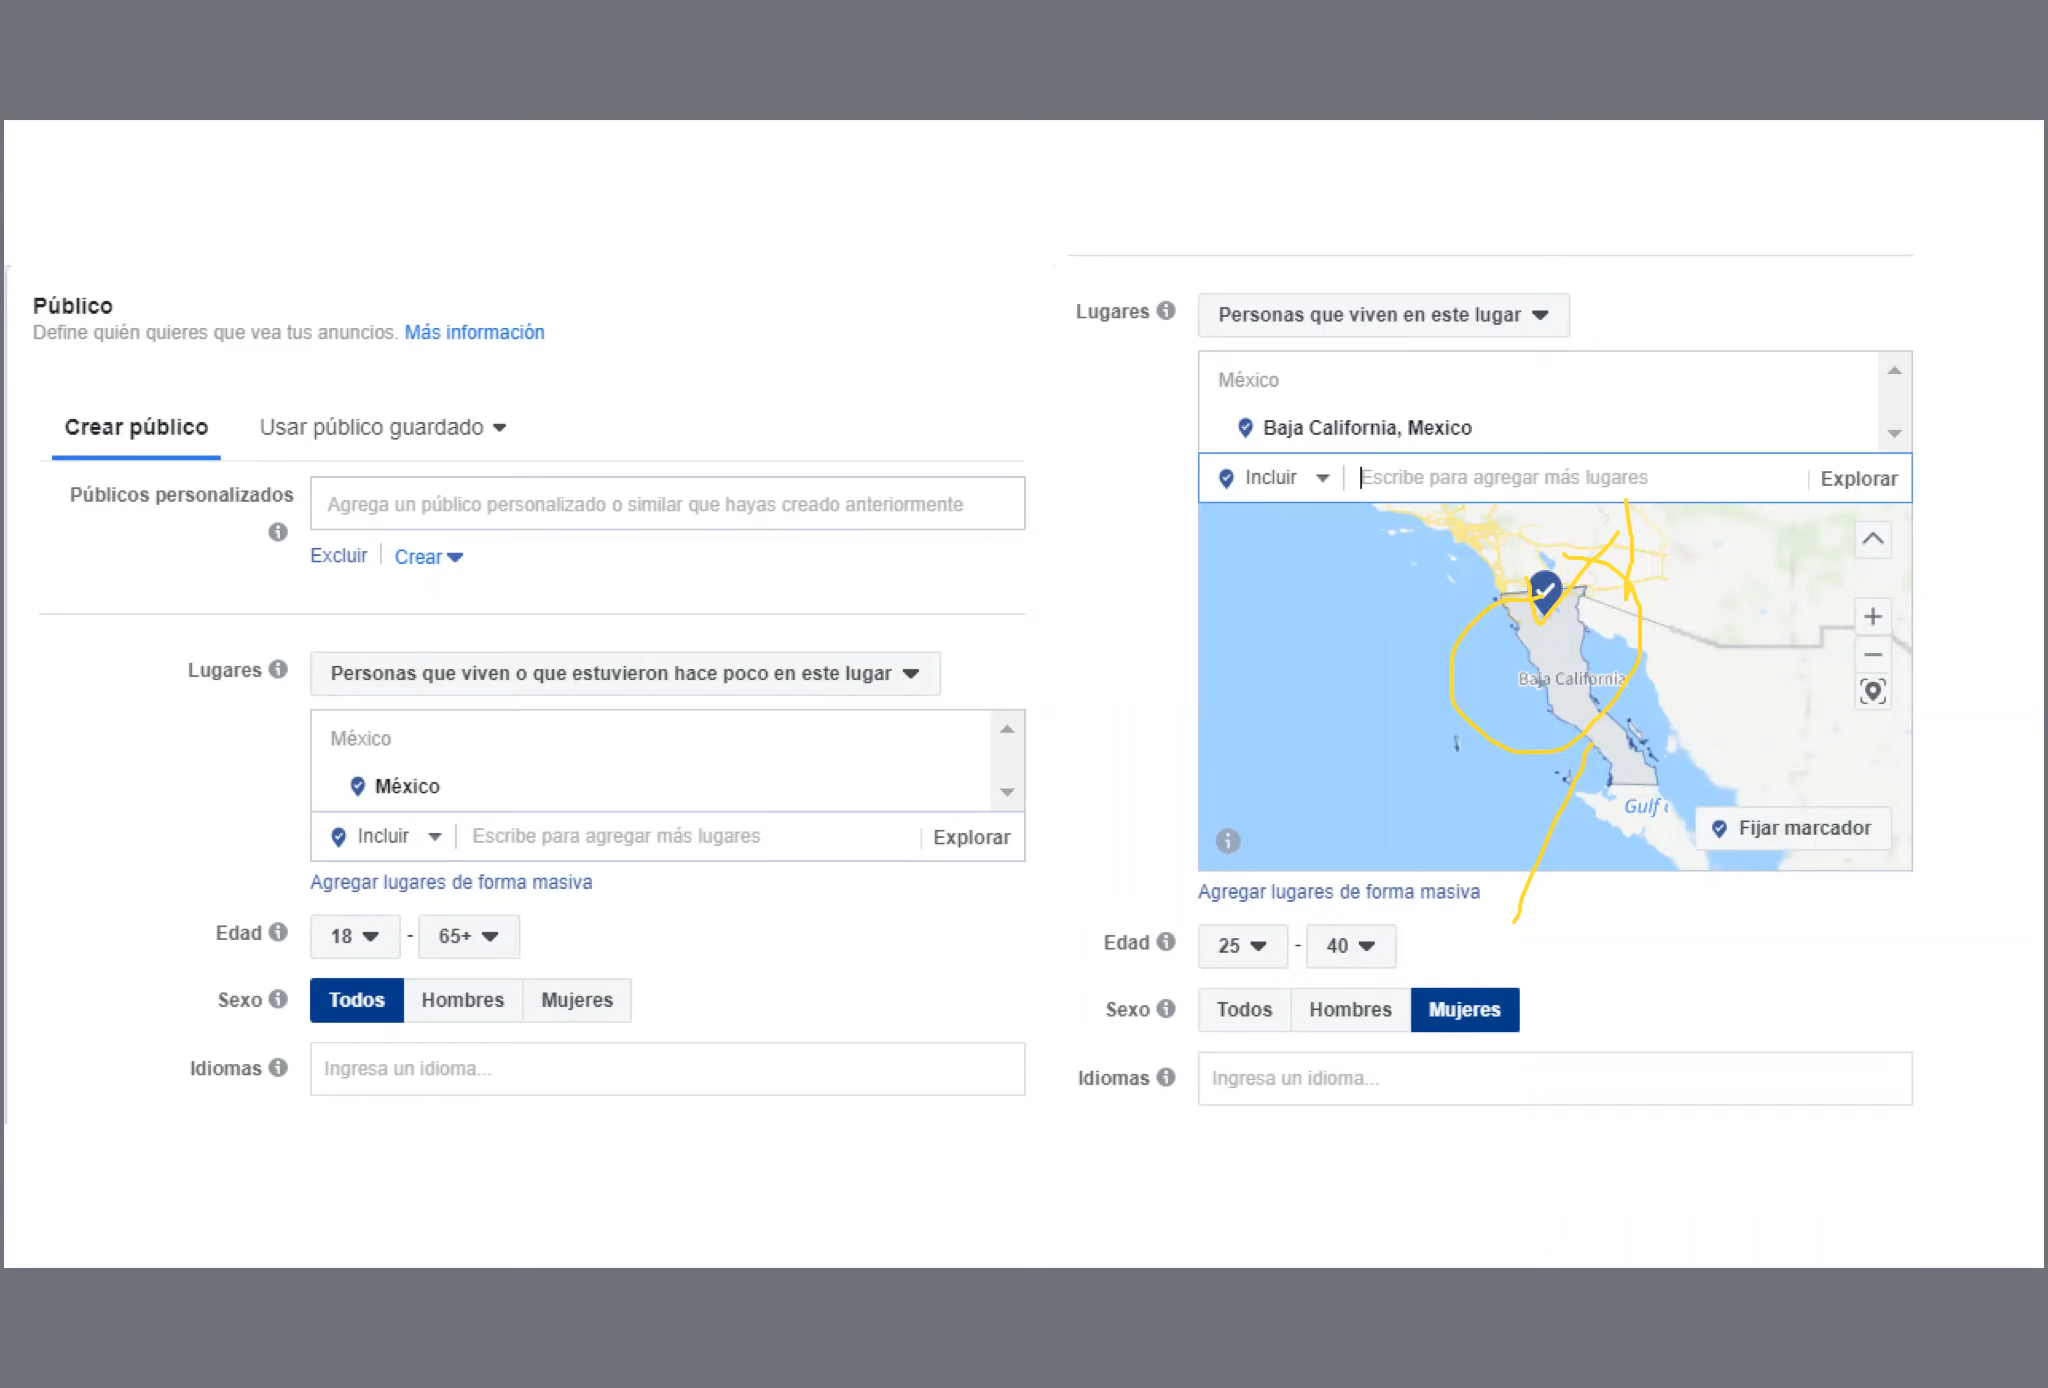 Público
Define quién quieres que vea tus anuncios. Más información
Crear público
Usar público guardado
Públicos personalizados
Agrega un público personalizado o similar que hayas creado anteriormente
Excluir
Crear
Lugares
Personas que viven o que estuvieron hace poco en este lugar
México
México
Incluir
Escribe para agregar más lugares
Explorar
Agregar lugares de forma masiva
Edad
18 - 65+
Sexo
Todos
Hombres
Mujeres
Idiomas
Ingresa un idioma...
Lugares
Personas que viven en este lugar
México
Baja California, Mexico
Incluir
Escribe para agregar más lugares
Explorar
Baja California
Gulf
Fijar marcador
Agregar lugares de forma masiva
Edad
25 - 40
Sexo
Todos
Hombres
Mujeres
Idiomas
Ingresa un idioma...